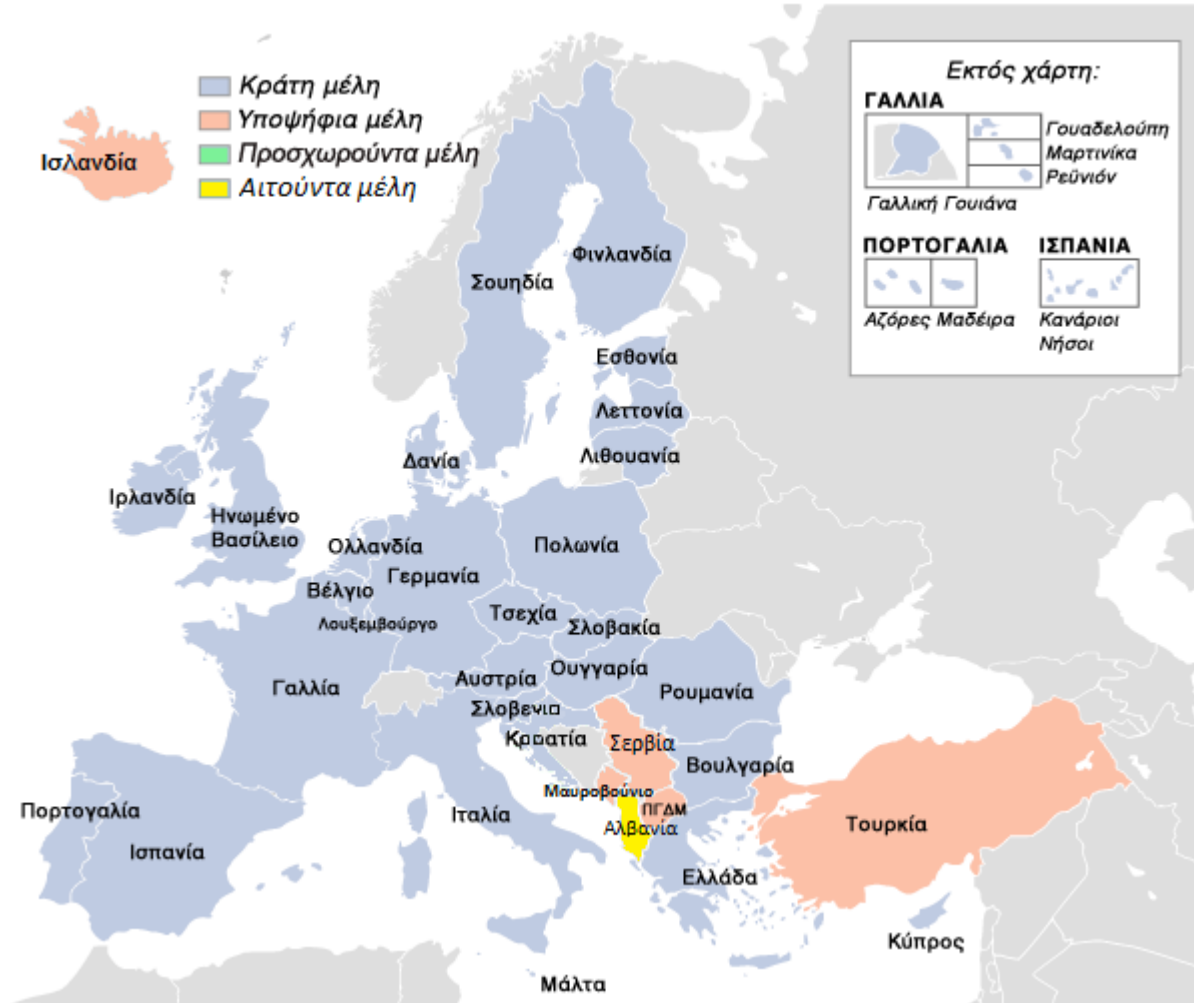 Κράτη μέλη
Υποψήφια μέλη
Προσχωρούντα μέλη
Αιτούντα μέλη
Εκτός χάρτη:
ΓΑΛΛΙΑ
Γουαδελούπη
Μαρτινίκα
Ρεϋνιόν
Γαλλική Γουιάνα
ΠΟΡΤΟΓΑΛΙΑ
ΙΣΠΑΝΙΑ
Αζόρες
Μαδέιρα
Κανάριοι
Νήσοι
Ισλανδία
Φινλανδία
Σουηδία
Εσθονία
Λεττονία
Λιθουανία
Δανία
Ιρλανδία
Ηνωμένο
Βασίλειο
Ολλανδία
Πολωνία
Γερμανία
Βέλγιο
Λουξεμβούργο
Τσεχία
Σλοβακία
Ουγγαρία
Αυστρία
Γαλλία
Ρουμανία
Σλοβενια
Κροατία
Σερβία
Βουλγαρία
Μαυροβούνιο
ΠΓΔΜ
Πορτογαλία
Ιταλία
Αλβανία
Τουρκία
Ισπανία
Ελλάδα
Κύπρος
Μάλτα